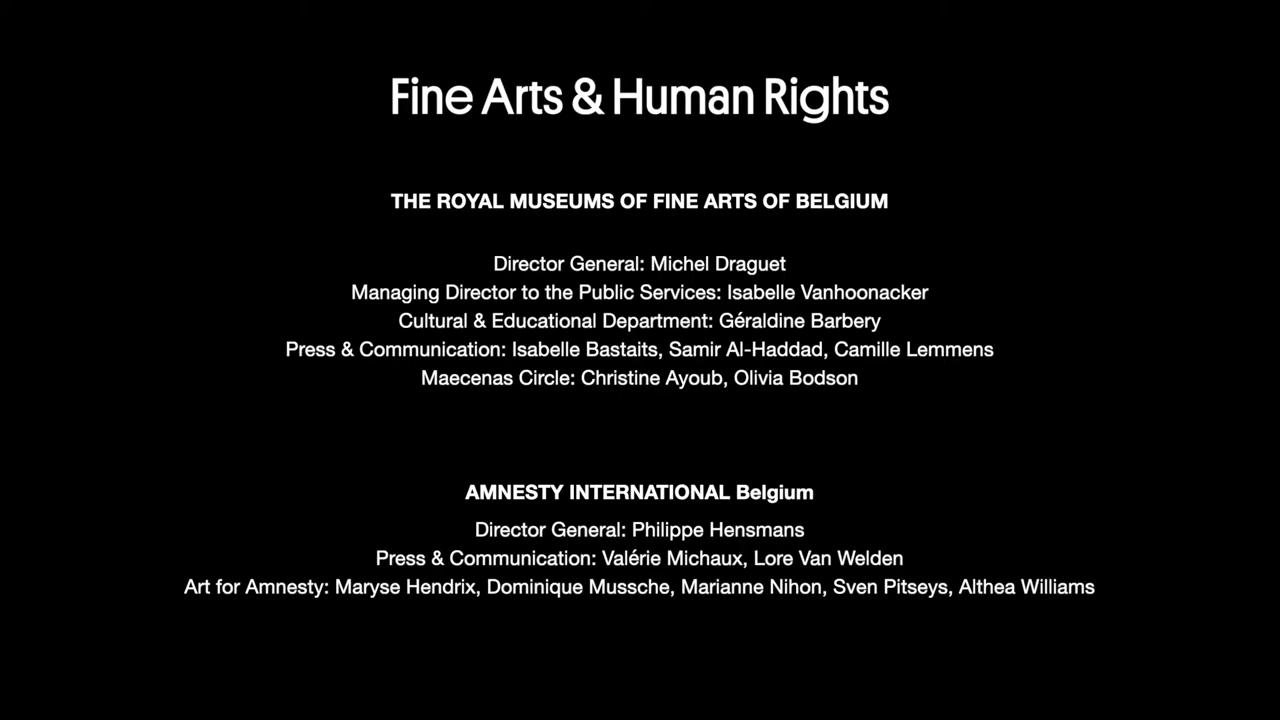 Fine Arts & Human Rights
THE ROYAL MUSEUMS OF FINE ARTS OF BELGIUM
Director General: Michel Draguet
Managing Director to the Public Services: Isabelle Vanhoonacker
Cultural & Educational Department: Géraldine Barbery
Press & Communication: Isabelle Bastaits, Samir Al-Haddad, Camille Lemmens
Maecenas Circle: Christine Ayoub, Olivia Bodson
AMNESTY INTERNATIONAL Belgium
Director General: Philippe Hensmans
Press & Communication: Valérie Michaux, Lore Van Welden
Art for Amnesty: Maryse Hendrix, Dominique Mussche, Marianne Nihon, Sven Pitseys, Althea Williams